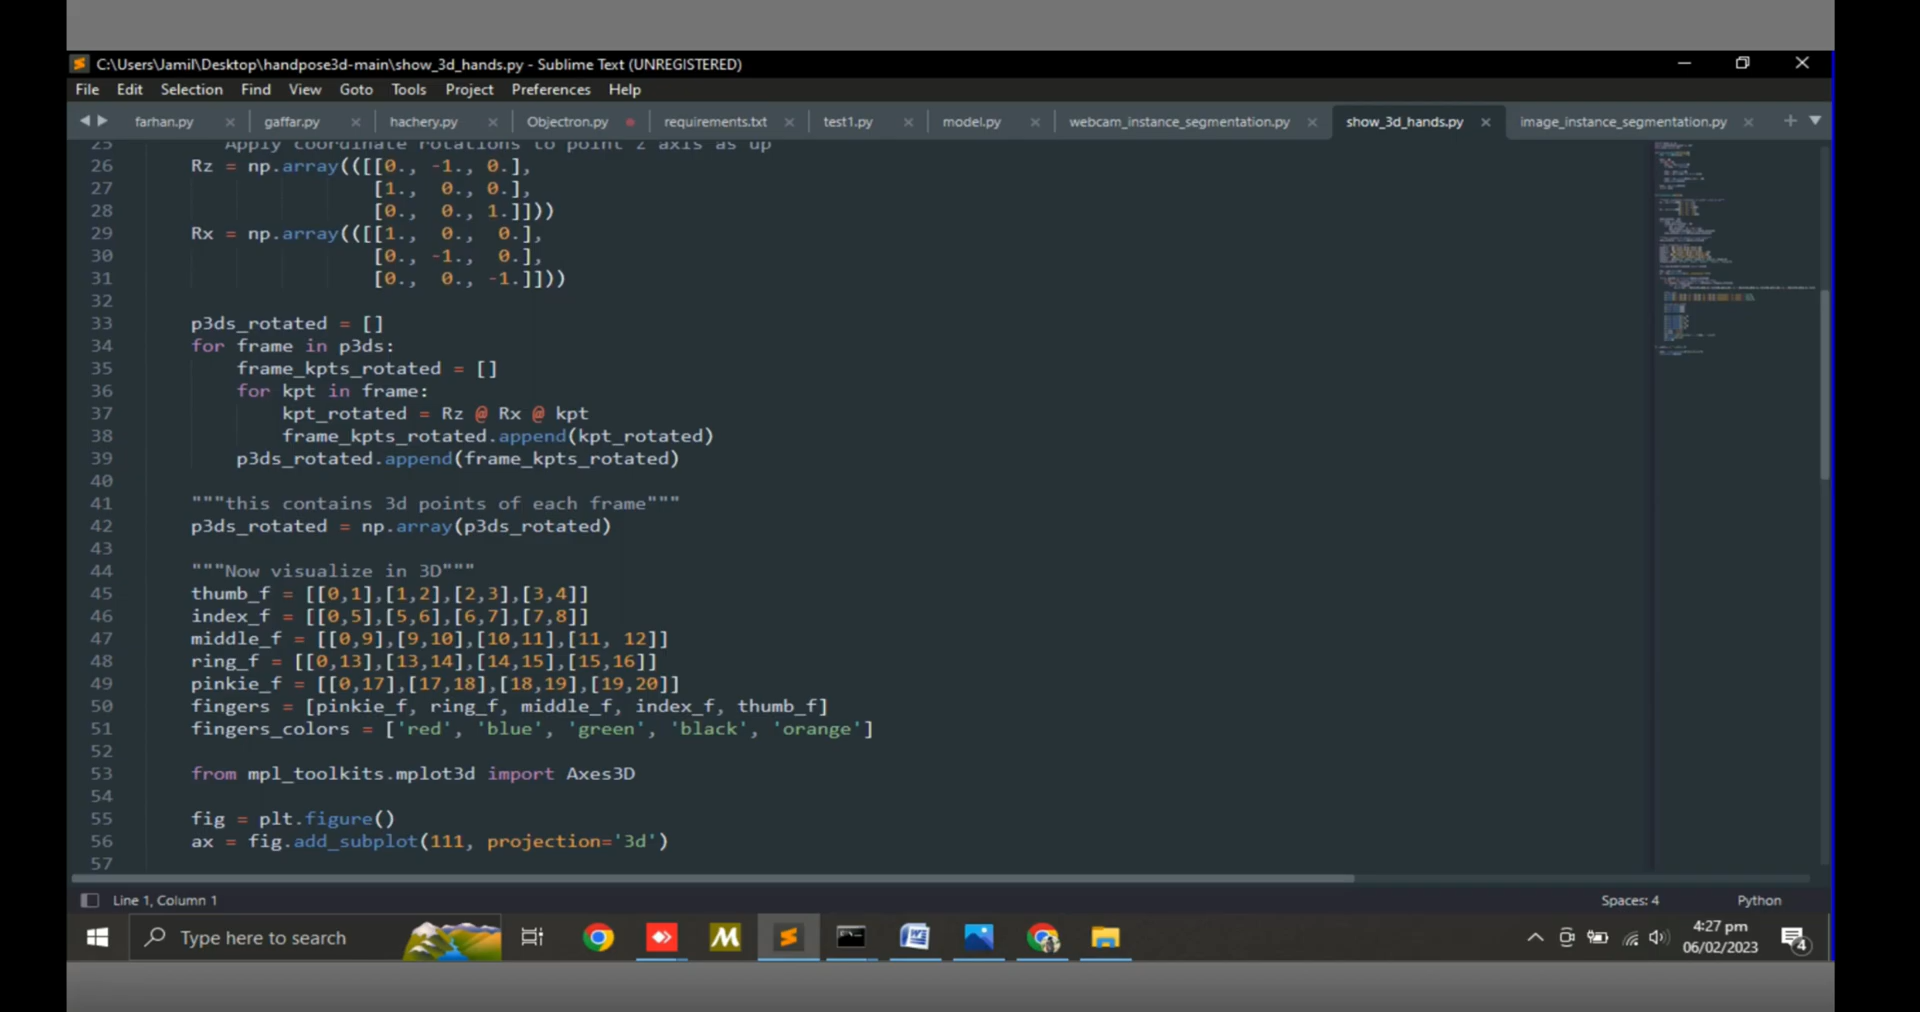 C:\Users\Jamil\Desktop\handpose3d-main\show_3d_hands.py - Sublime Text (UNREGISTERED)
File Edit Selection Find View Goto Tools Project Preferences Help
farhan.py gaffar.py hachery.py Objectron.py requirements.txt test1.py model.py webcam_instance_segmentation.py show_3d_hands.py image_instance_segmentation.py
25 Apply coordinate rotations to point z axis as up
26 Rz = np.array(([[0., -1., 0.],
27 [1., 0., 0.],
28 [0., 0., 1.]]))
29 Rx = np.array(([[1., 0., 0.],
30 [0., -1., 0.],
31 [0., 0., -1.]]))
32
33 p3ds_rotated = []
34 for frame in p3ds:
35 frame_kpts_rotated = []
36 for kpt in frame:
37 kpt_rotated = Rz @ Rx @ kpt
38 frame_kpts_rotated.append(kpt_rotated)
39 p3ds_rotated.append(frame_kpts_rotated)
40
41 """this contains 3d points of each frame"""
42 p3ds_rotated = np.array(p3ds_rotated)
43
44 """Now visualize in 3D"""
45 thumb_f = [[0,1],[1,2],[2,3],[3,4]]
46 index_f = [[0,5],[5,6],[6,7],[7,8]]
47 middle_f = [[0,9],[9,10],[10,11],[11, 12]]
48 ring_f = [[0,13],[13,14],[14,15],[15,16]]
49 pinkie_f = [[0,17],[17,18],[18,19],[19,20]]
50 fingers = [pinkie_f, ring_f, middle_f, index_f, thumb_f]
51 fingers_colors = ['red', 'blue', 'green', 'black', 'orange']
52
53 from mpl_toolkits.mplot3d import Axes3D
54
55 fig = plt.figure()
56 ax = fig.add_subplot(111, projection='3d')
57
Line 1, Column 1 Spaces: 4 Python
Type here to search
4:27 pm
06/02/2023
4